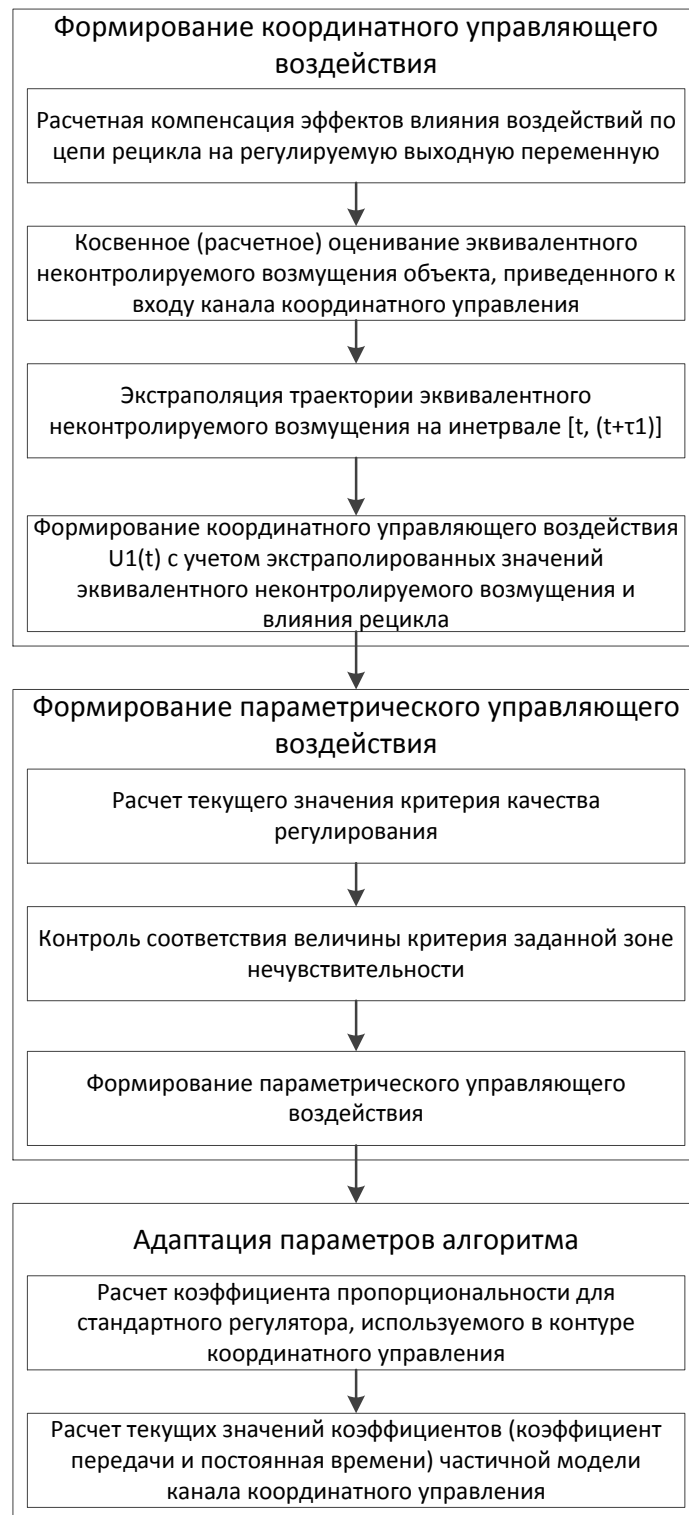 Формирование координатного управляющего
воздействия
Расчетная компенсация эффектов влияния воздействий по
цепи рецикла на регулируемую выходную переменную
Косвенное (расчетное) оценивание эквивалентного
неконтролируемого возмущения объекта, приведенного к
входу канала координатного управления
Экстраполяция траектории эквивалентного
неконтролируемого возмущения на инетрвале [t, (t+τ1)]
Формирование координатного управляющего воздействия
U1(t) с учетом экстраполированных значений
эквивалентного неконтролируемого возмущения и
влияния рецикла
Формирование параметрического управляющего
воздействия
Расчет текущего значения критерия качества
регулирования
Контроль соответствия величины критерия заданной зоне
нечувствительности
Формирование параметрического управляющего
воздействия
Адаптация параметров алгоритма
Расчет коэффициента пропорциональности для
стандартного регулятора, используемого в контуре
координатного управления
Расчет текущих значений коэффициентов (коэффициент
передачи и постоянная времени) частичной модели
канала координатного управления